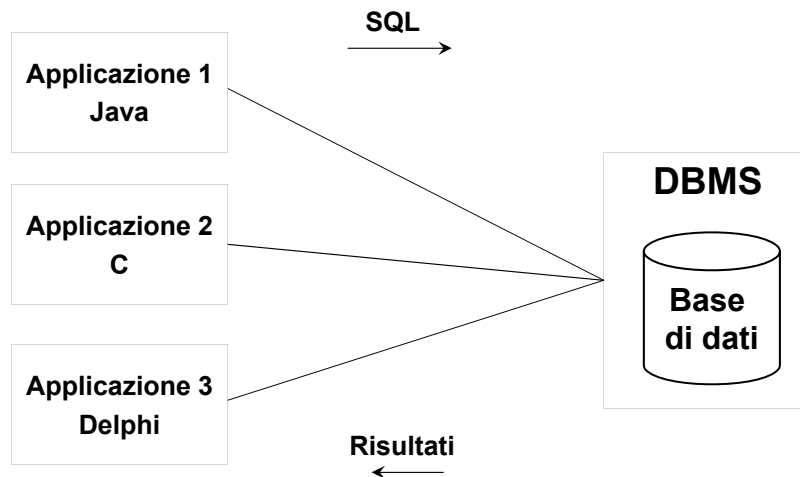 SQL
Applicazione 1
Java
Applicazione 2
C
Applicazione 3
Delphi
DBMS
Base
di dati
Risultati